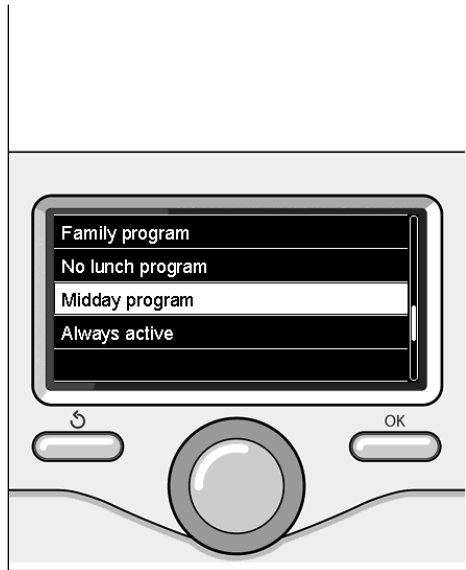 Family program
No lunch program
Midday program
Always active
OK